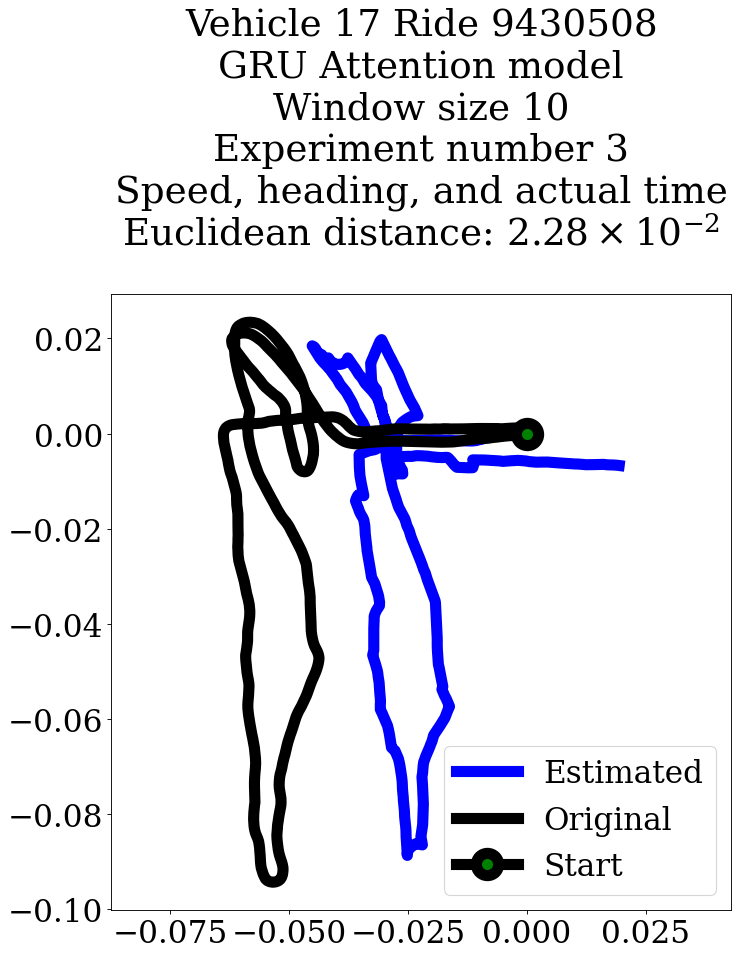 Vehicle 17 Ride 9430508
GRU Attention model
Window size 10
Experiment number 3
Speed, heading, and actual time
Euclidean distance: 2.28 × 10⁻²
0.02
0.00
−0.02
−0.04
−0.06
−0.08
−0.10
−0.075
−0.050
−0.025
0.000
0.025
Estimated
Original
Start